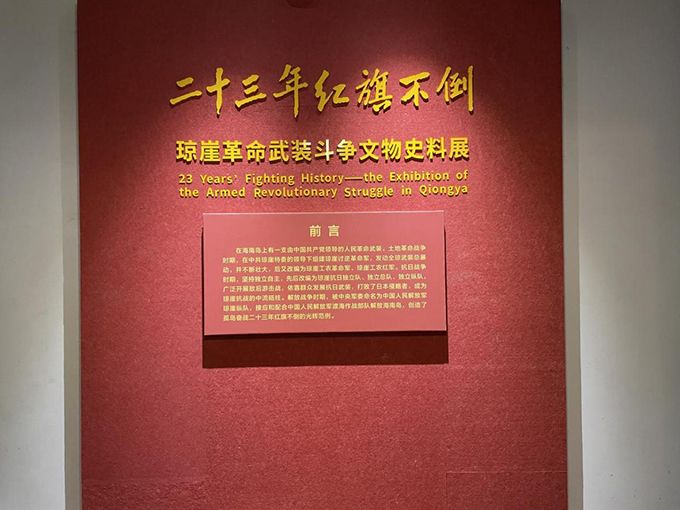 二十三年红旗不倒
琼崖革命武装斗争文物史料展
23 Years' Fighting History——the Exhibition of
the Armed Revolutionary Struggle in Qiongya
前言
在海南岛上有一支由中国共产党领导的人民革命武装。土地革命战争
时期，在中共琼崖特委的领导下组建琼崖讨逆革命军，发动全琼武装总暴
动，并不断壮大，后又改编为琼崖工农革命军、琼崖工农红军。抗日战争时
期，坚持独立自主，先后改编为琼崖抗日独立队、独立总队、独立纵队，
广泛开展敌后游击战，依靠群众发展抗日武装，打败了日本侵略者，成为
琼崖抗战的中流砥柱。解放战争时期，被中央军委命名为中国人民解放军
琼崖纵队，接应和配合中国人民解放军渡海作战部队解放海南岛，创造了
孤岛奋战二十三年红旗不倒的光辉范例。